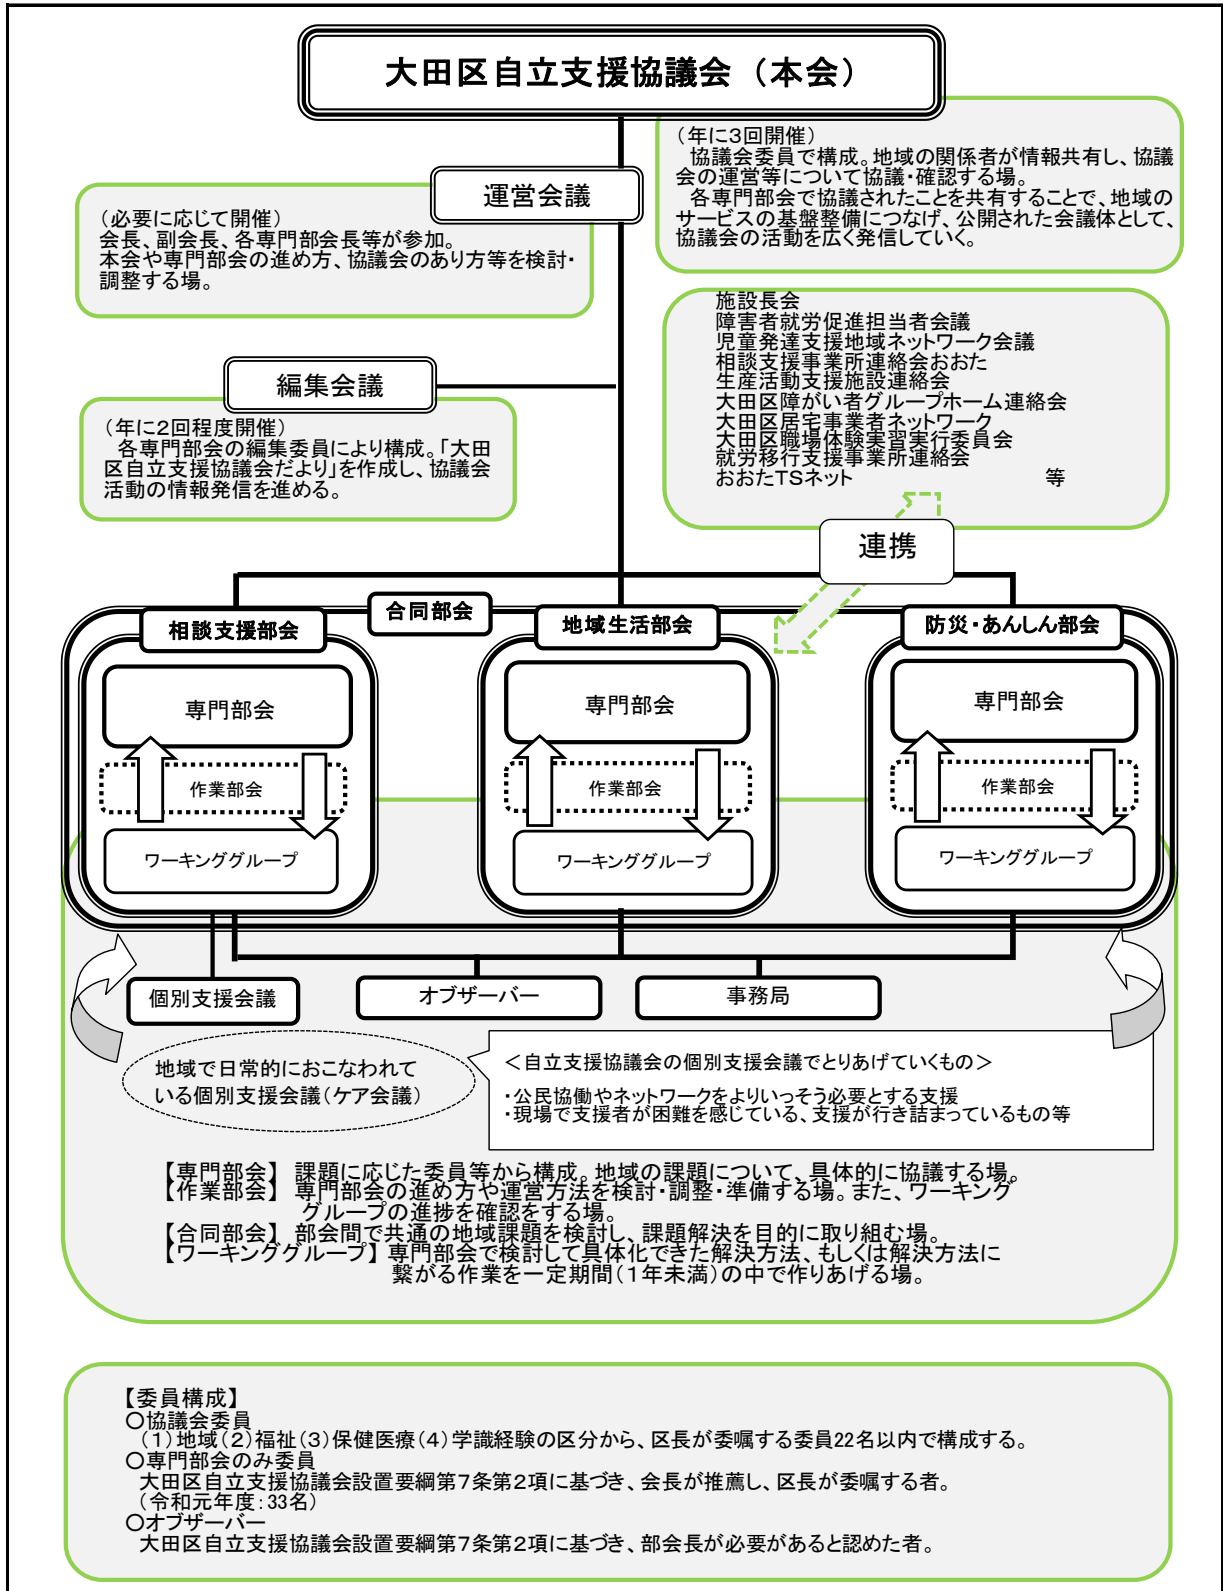 大田区自立支援協議会（本会）
（年に3回開催）
協議会委員で構成。地域の関係者が情報共有し、協議
会の運営等について協議・確認する場。
各専門部会で協議されたことを共有することで、地域の
サービスの基盤整備につなげ、公開された会議体として、
協議会の活動を広く発信していく。
運営会議
（必要に応じて開催）
会長、副会長、各専門部会長等が参加。
本会や専門部会の進め方、協議会のあり方等を検討・
調整する場。
施設長会
障害者就労促進担当者会議
児童発達支援地域ネットワーク会議
相談支援事業所連絡会おおた
生産活動支援施設連絡会
大田区障がい者グループホーム連絡会
大田区居宅事業者ネットワーク
大田区職場体験実習実行委員会
就労移行支援事業所連絡会
おおたTSネット 等
編集会議
（年に2回程度開催）
各専門部会の編集委員により構成。「大田
区自立支援協議会だより」を作成し、協議会
活動の情報発信を進める。
連携
合同部会
相談支援部会
地域生活部会
防災・あんしん部会
専門部会
専門部会
専門部会
作業部会
作業部会
作業部会
ワーキンググループ
ワーキンググループ
ワーキンググループ
個別支援会議
オブザーバー
事務局
地域で日常的におこなわれて
いる個別支援会議（ケア会議）
＜自立支援協議会の個別支援会議でとりあげていくもの＞
・公民協働やネットワークをよりいっそう必要とする支援
・現場で支援者が困難を感じている、支援が行き詰まっているもの等
【専門部会】 課題に応じた委員等から構成。地域の課題について、具体的に協議する場。
【作業部会】 専門部会の進め方や運営方法を検討・調整・準備する場。また、ワーキング
グループの進捗を確認をする場。
【合同部会】 部会間で共通の地域課題を検討し、課題解決を目的に取り組む場。
【ワーキンググループ】 専門部会で検討して具体化できた解決方法、もしくは解決方法に
繋がる作業を一定期間（1年未満）の中で作りあげる場。
【委員構成】
○協議会委員
（1）地域（2）福祉（3）保健医療（4）学識経験の区分から、区長が委嘱する委員22名以内で構成する。
○専門部会のみ委員
大田区自立支援協議会設置要綱第7条第2項に基づき、会長が推薦し、区長が委嘱する者。
（令和元年度：33名）
○オブザーバー
大田区自立支援協議会設置要綱第7条第2項に基づき、部会長が必要があると認めた者。